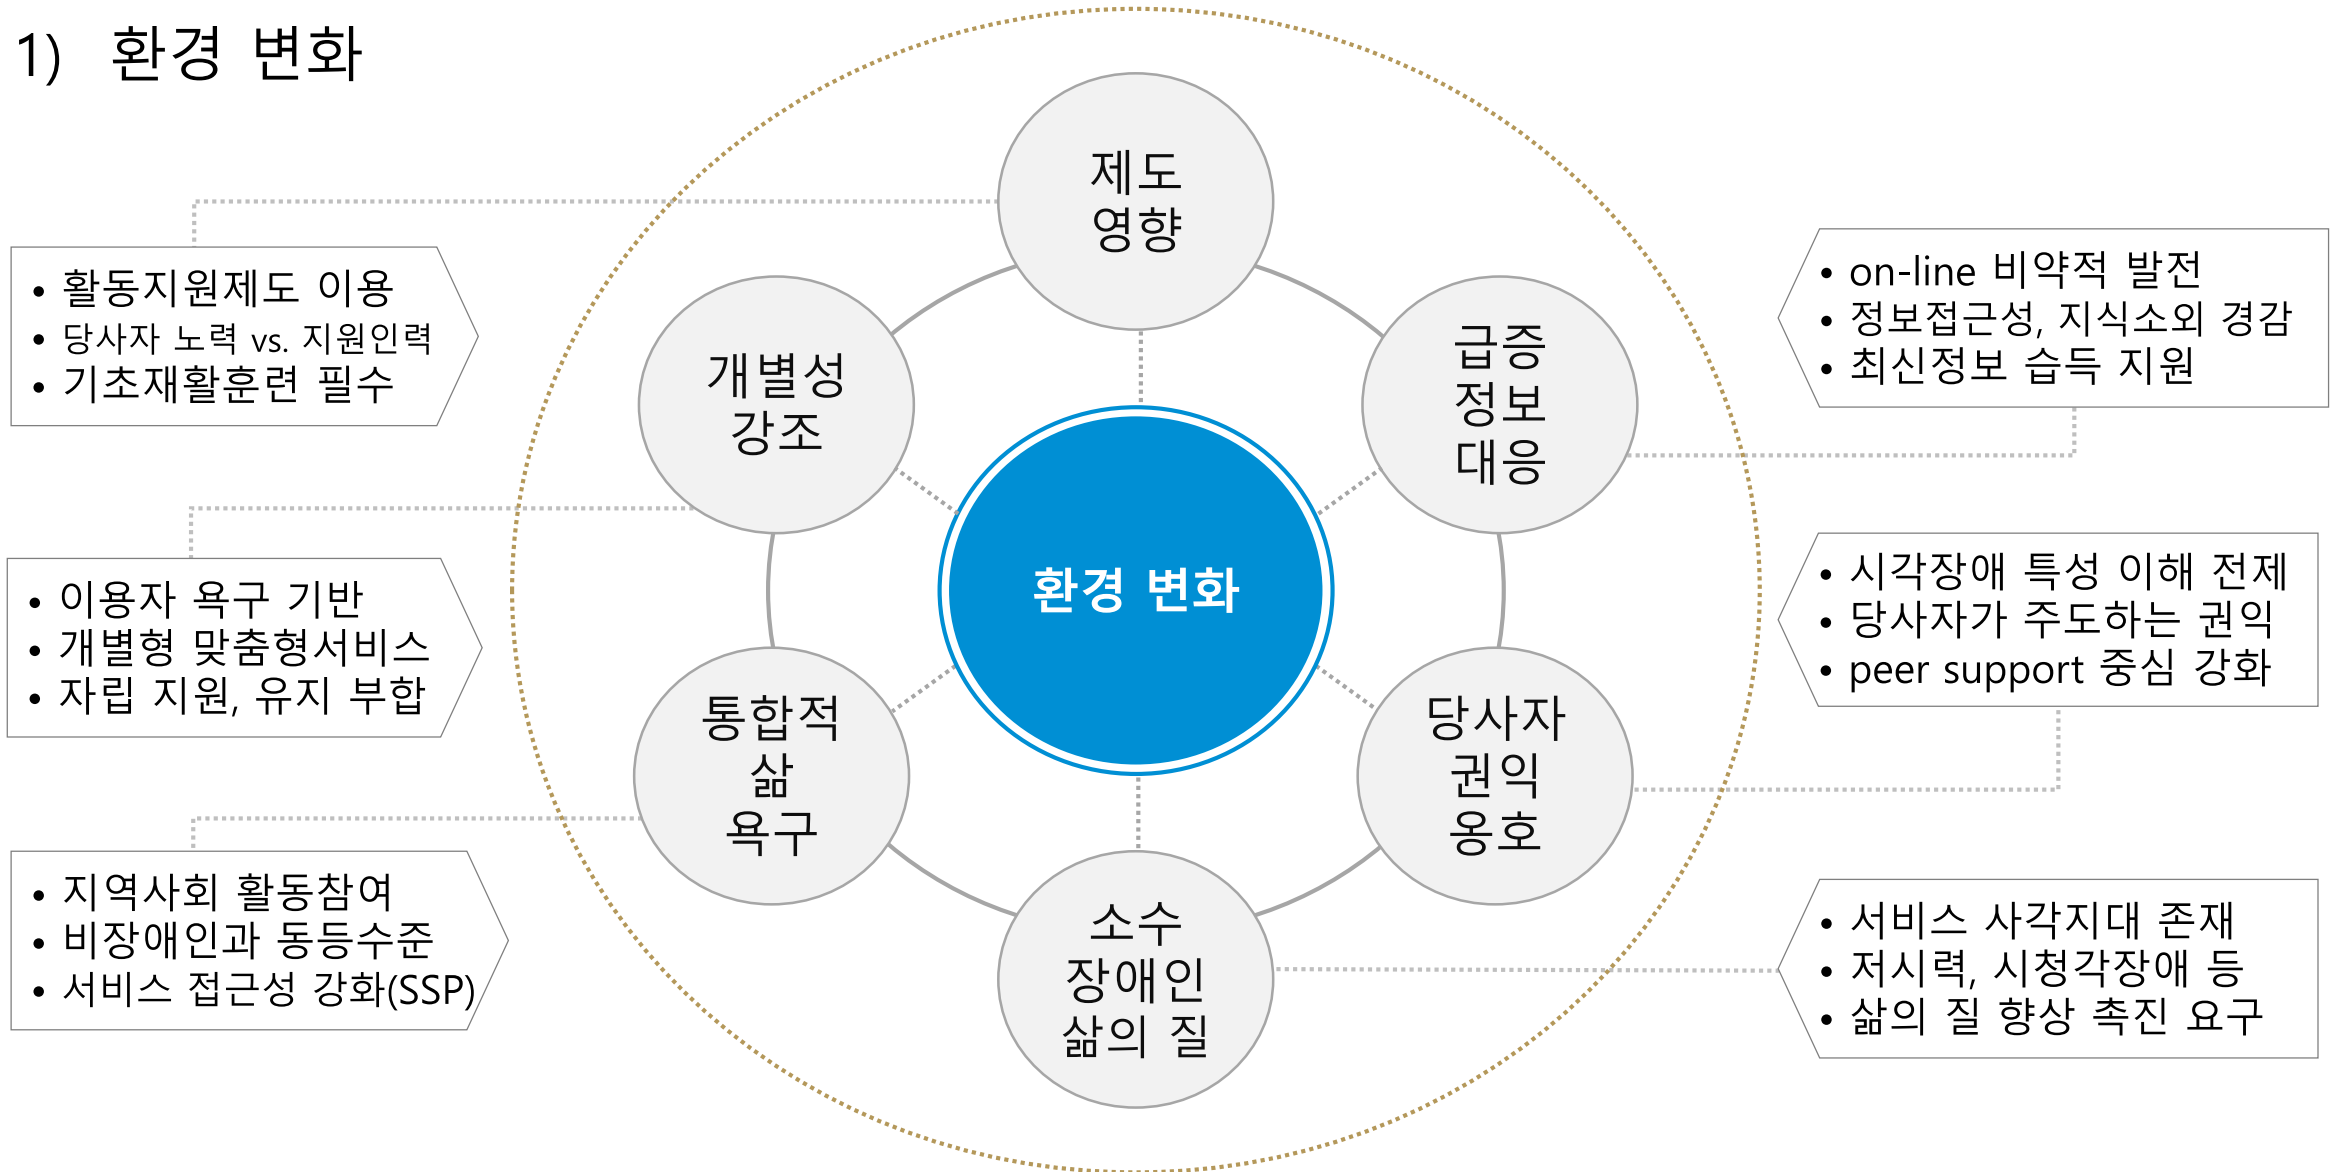 1) 환경 변화
제도
영향
• 활동지원제도 이용
• 당사자 노력 vs. 지원인력
• 기초재활훈련 필수
개별성
강조
• 이용자 욕구 기반
• 개별형 맞춤형서비스
• 자립 지원, 유지 부합
통합적
삶
욕구
• 지역사회 활동참여
• 비장애인과 동등수준
• 서비스 접근성 강화(SSP)
환경 변화
급증
정보
대응
• on-line 비약적 발전
• 정보접근성, 지식소외 경감
• 최신정보 습득 지원
당사자
권익
옹호
• 시각장애 특성 이해 전제
• 당사자가 주도하는 권익
• peer support 중심 강화
소수
장애인
삶의 질
• 서비스 사각지대 존재
• 저시력, 시청각장애 등
• 삶의 질 향상 촉진 요구